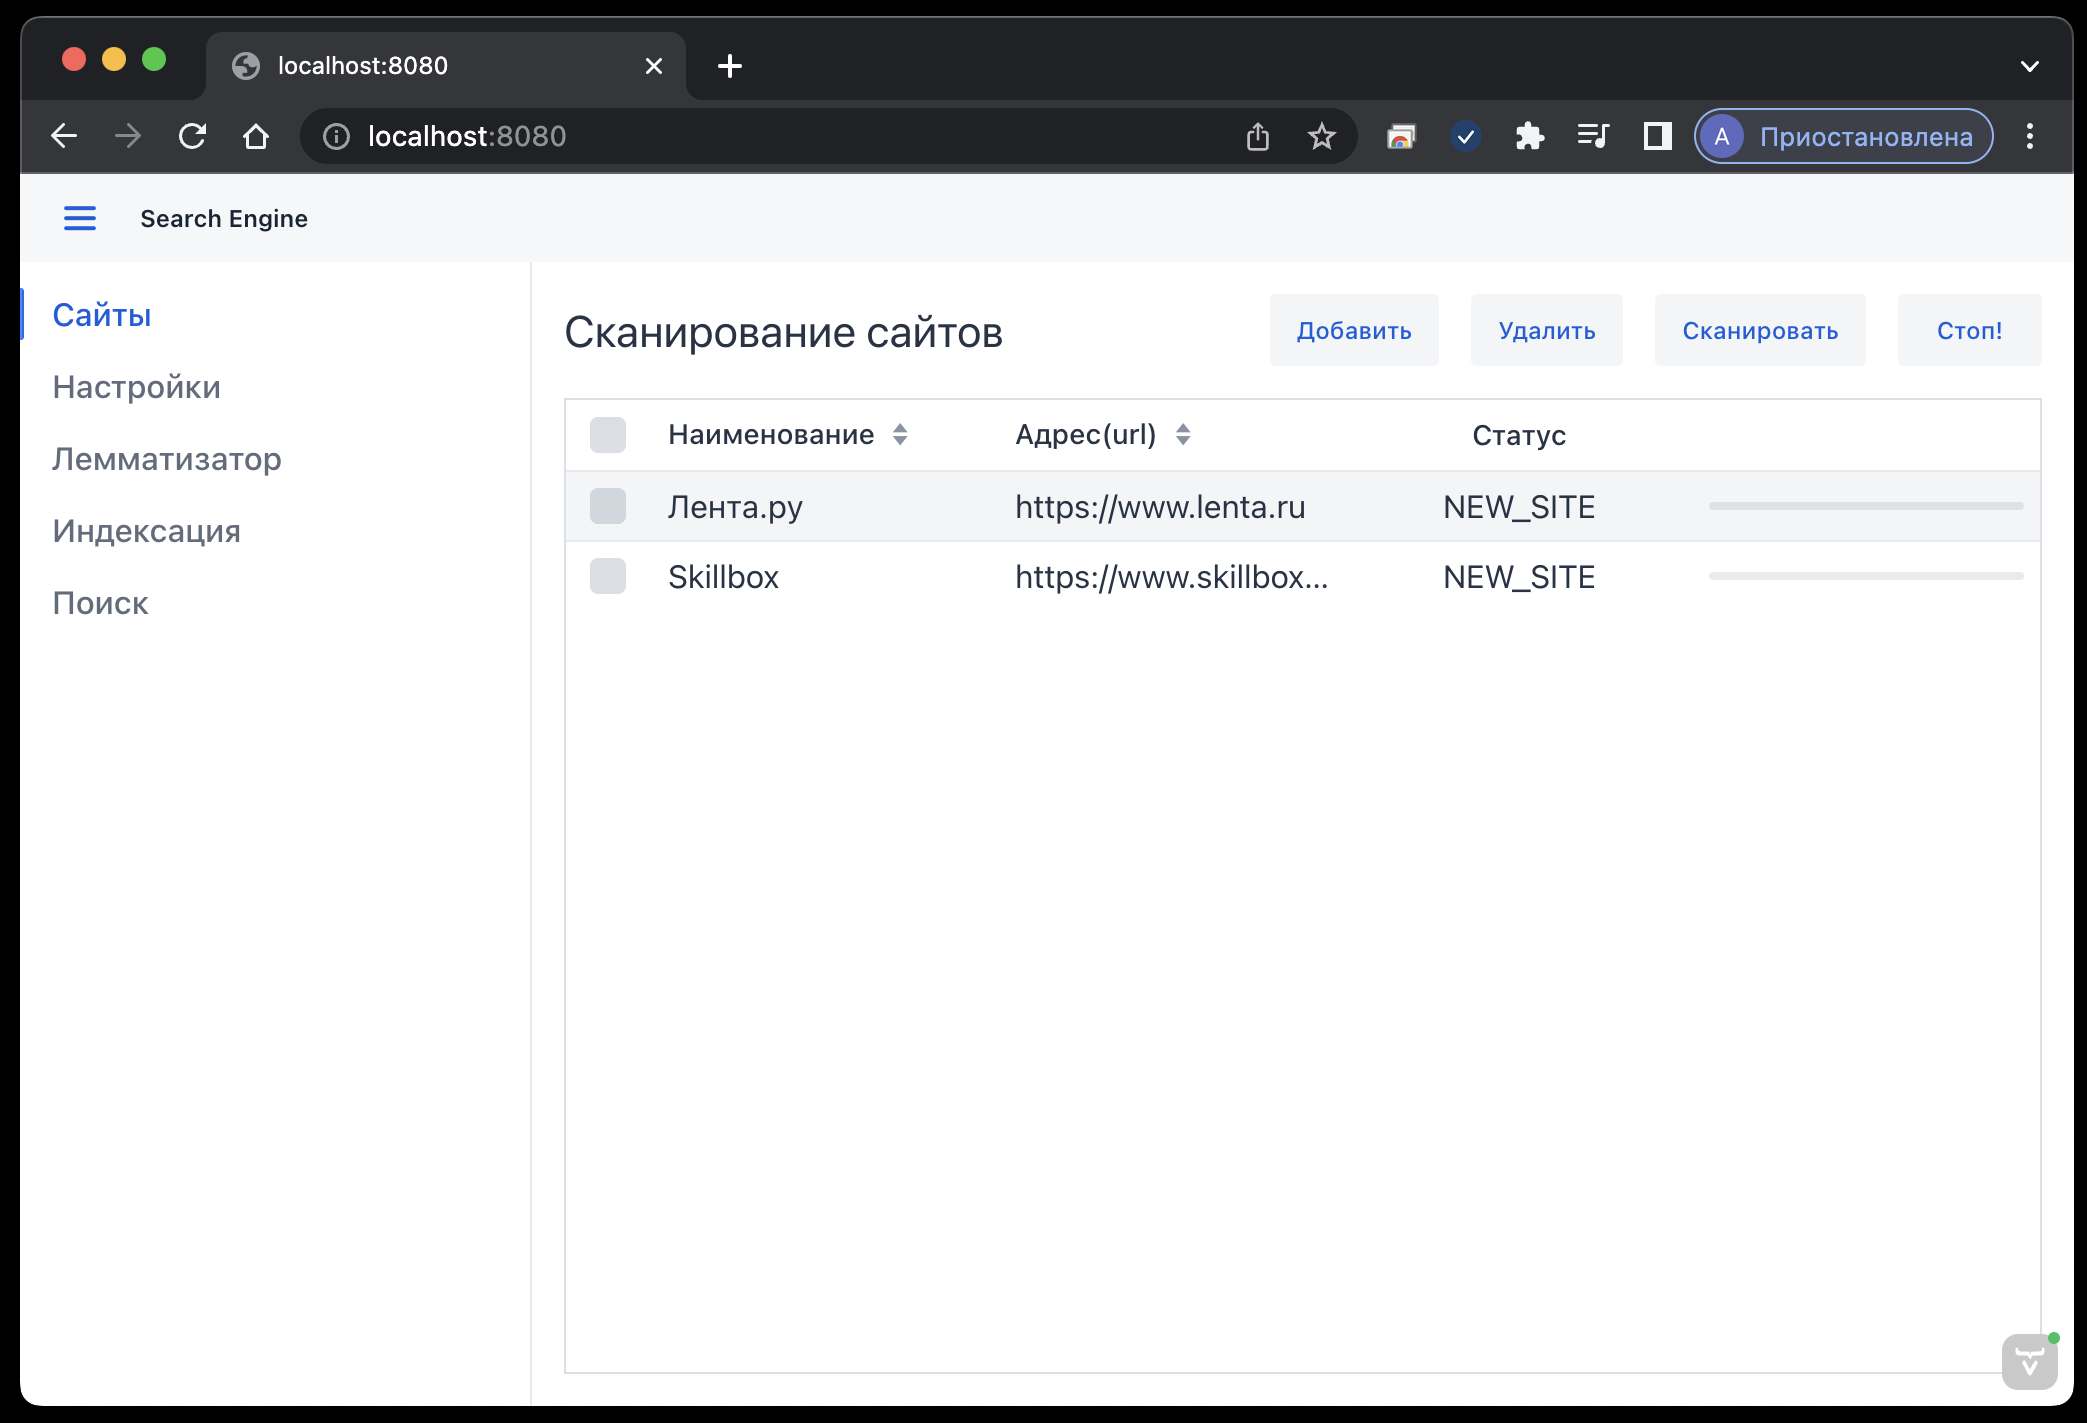 localhost:8080
localhost:8080
A Приостановлена
Search Engine
Сайты
Настройки
Лемматизатор
Индексация
Поиск
Сканирование сайтов
Добавить
Удалить
Сканировать
Стоп!
Наименование Адрес(url) Статус
Лента.ру https://www.lenta.ru NEW_SITE
Skillbox https://www.skillbox... NEW_SITE